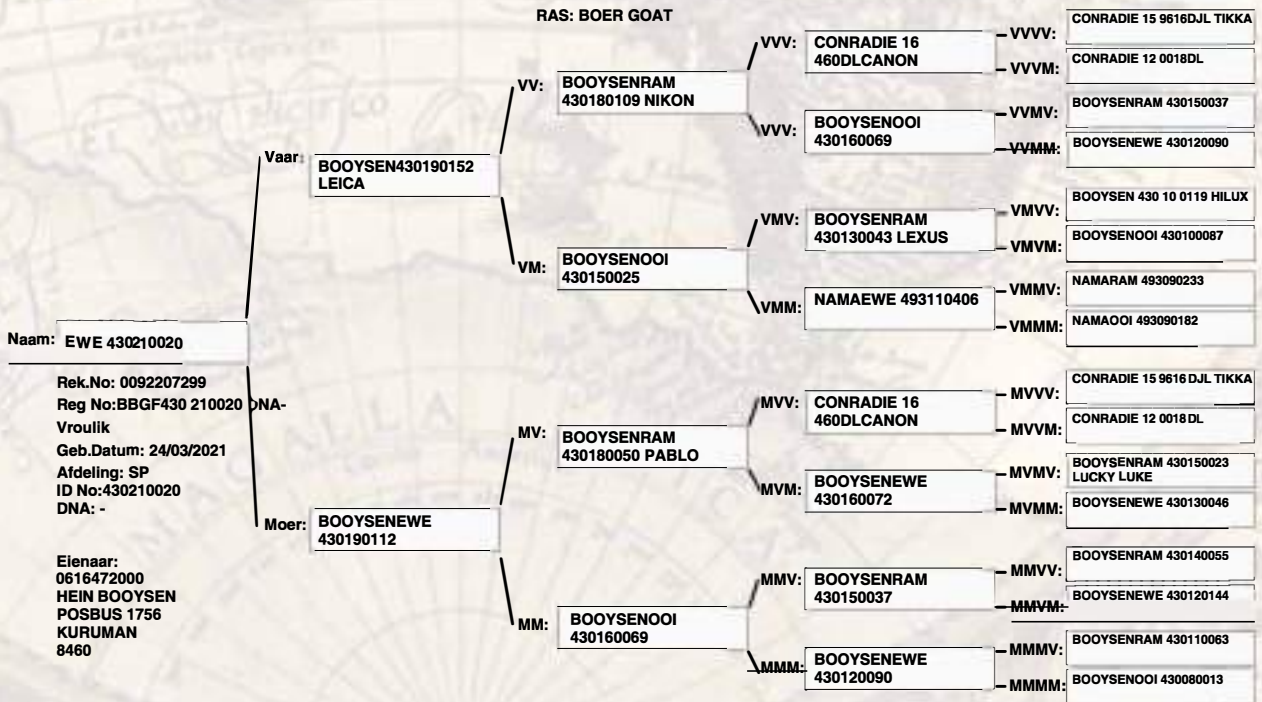 RAS: BOER GOAT
Naam: EWE 430210020
Rek.No: 0092207299
Reg No:BBGF430 210020 DNA-
Vroulik
Geb.Datum: 24/03/2021
Afdeling: SP
ID No:430210020
DNA: -
Eienaar:
0616472000
HEIN BOOYSEN
POSBUS 1756
KURUMAN
8460
Vaar: BOOYSEN430190152
LEICA
Moer: BOOYSENEWE
430190112
VV: BOOYSENRAM
430180109 NIKON
VM: BOOYSENOOI
430150025
MV: BOOYSENRAM
430180050 PABLO
MM: BOOYSENOOI
430160069
VVV: CONRADIE 16
460DLCANON
VVV: BOOYSENOOI
430160069
VMV: BOOYSENRAM
430130043 LEXUS
VMM: NAMAEWE 493110406
MVV: CONRADIE 16
460DLCANON
MVM: BOOYSENEWE
430160072
MMV: BOOYSENRAM
430150037
MMM: BOOYSENEWE
430120090
VVVV: CONRADIE 15 9616DJL TIKKA
VVVM: CONRADIE 12 0018DL
VVMV: BOOYSENRAM 430150037
VVMM: BOOYSENEWE 430120090
VMVV: BOOYSEN 430 10 0119 HILUX
VMVM: BOOYSENOOI 430100087
VMMV: NAMARAM 493090233
VMMM: NAMAOOI 493090182
MVVV: CONRADIE 15 9616 DJL TIKKA
MVVM: CONRADIE 12 0018 DL
MVMV: BOOYSENRAM 430150023
LUCKY LUKE
MVMM: BOOYSENEWE 430130046
MMVV: BOOYSENRAM 430140055
MMVM: BOOYSENEWE 430120144
MMMV: BOOYSENRAM 430110063
MMMM: BOOYSENOOI 430080013